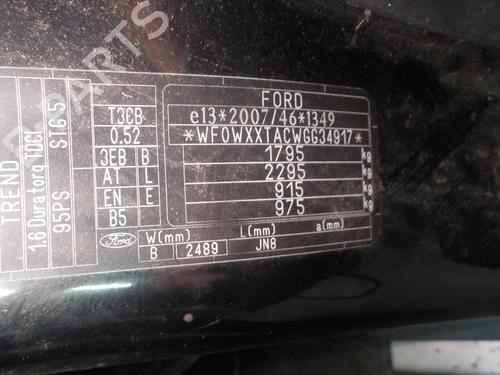 PARTS
TREND
1.6 Duratorq TDCI
95PS
STG 5
T3CB
0.52
3EB B
AT L
EN E
B5
FORD
e13*2007/46*1349
*WF0WXXTACWGG34917*
1795 kg
2295 kg
915 kg
975 kg
Ford
W(mm) L(mm) a(mm)
B 2489 JN8